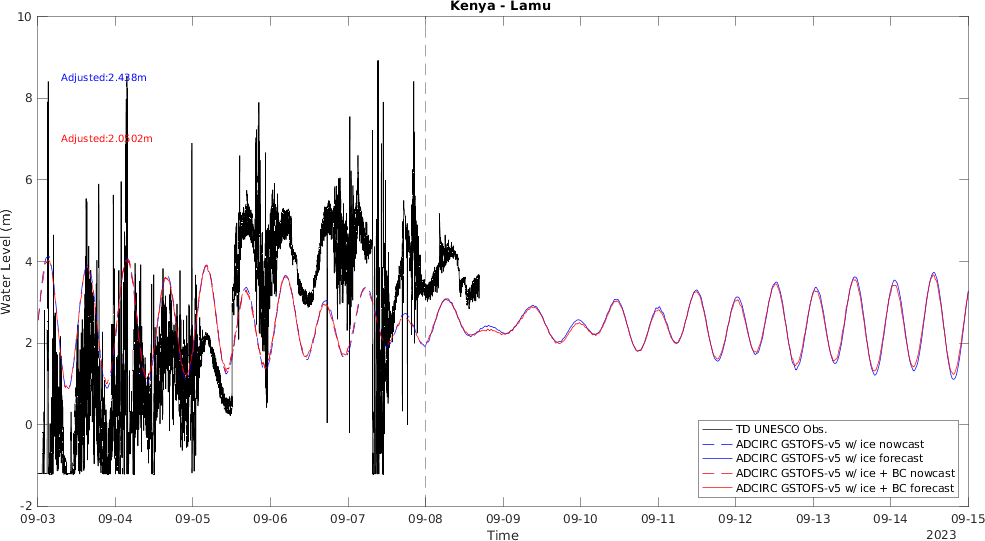 Kenya - Lamu
10
8
6
4
2
0
-2
Water Level (m)
Adjusted:2.438m
Adjusted:2.0502m
TD UNESCO Obs.
ADCIRC GSTOFS-v5 w/ ice nowcast
ADCIRC GSTOFS-v5 w/ ice forecast
ADCIRC GSTOFS-v5 w/ ice + BC nowcast
ADCIRC GSTOFS-v5 w/ ice + BC forecast
09-03 09-04 09-05 09-06 09-07 09-08 09-09 09-10 09-11 09-12 09-13 09-14 09-15
Time
2023